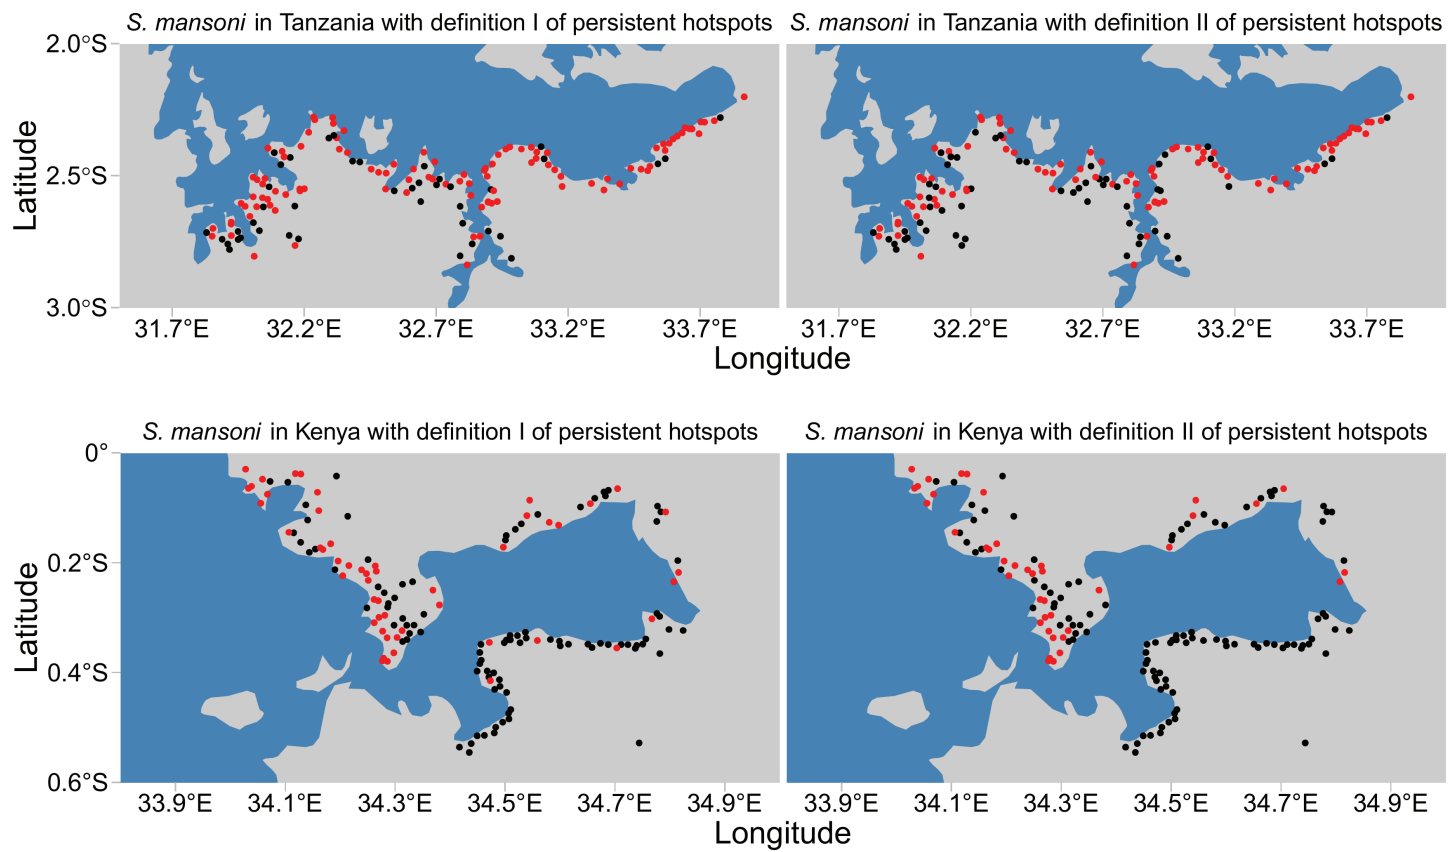 S. mansoni in Tanzania with definition I of persistent hotspots
S. mansoni in Tanzania with definition II of persistent hotspots
Latitude
2.0°S
2.5°S
3.0°S
31.7°E 32.2°E 32.7°E 33.2°E 33.7°E
31.7°E 32.2°E 32.7°E 33.2°E 33.7°E
Longitude
S. mansoni in Kenya with definition I of persistent hotspots
S. mansoni in Kenya with definition II of persistent hotspots
Latitude
0°
0.2°S
0.4°S
0.6°S
33.9°E 34.1°E 34.3°E 34.5°E 34.7°E 34.9°E
33.9°E 34.1°E 34.3°E 34.5°E 34.7°E 34.9°E
Longitude